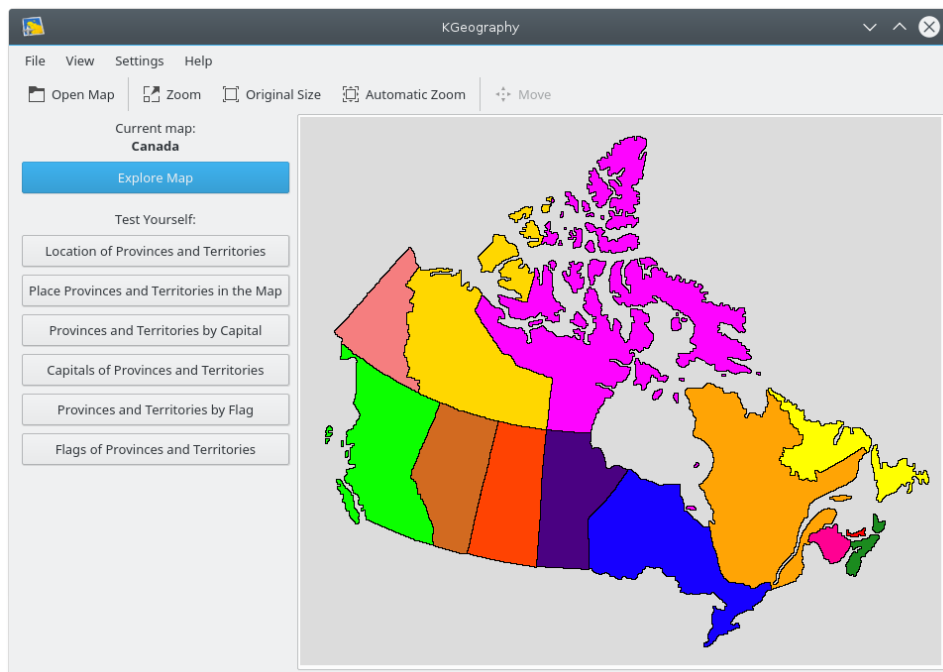 KGeography
File View Settings Help
Open Map Zoom Original Size Automatic Zoom Move
Current map:
Canada
Explore Map
Test Yourself:
Location of Provinces and Territories
Place Provinces and Territories in the Map
Provinces and Territories by Capital
Capitals of Provinces and Territories
Provinces and Territories by Flag
Flags of Provinces and Territories